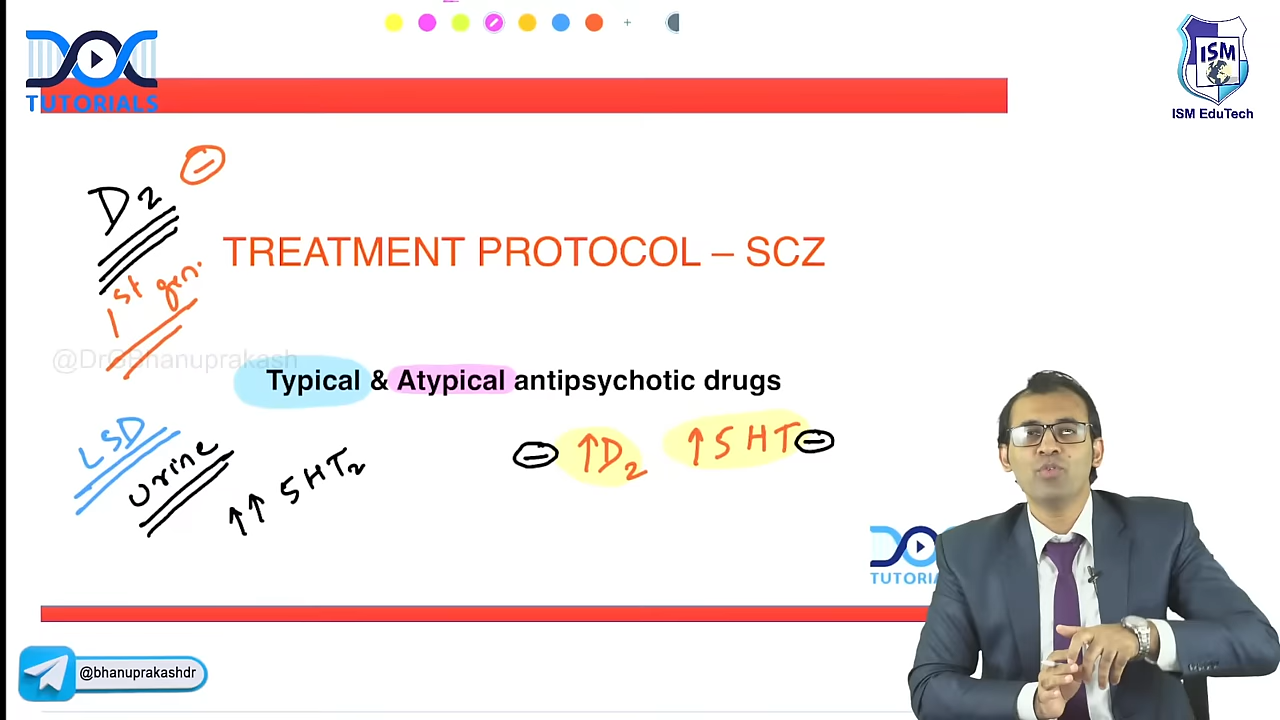 TUTORIALS
ISM
ISM EduTech
D2
TREATMENT PROTOCOL – SCZ
1st gen.
@DrGBhanuprakash
Typical & Atypical antipsychotic drugs
LSD
Urine
↑↑ 5HT2
↑D2 ↑5HT
TUTORIA
@bhanuprakashdr